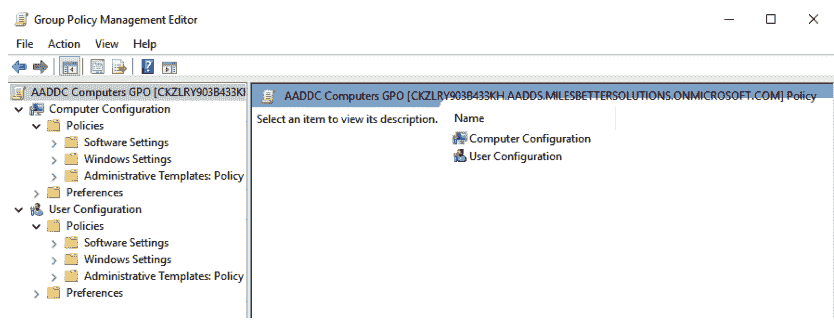 Group Policy Management Editor
File Action View Help
AADDC Computers GPO [CKZLRY903B433KH
Computer Configuration
Policies
Software Settings
Windows Settings
Administrative Templates: Policy
Preferences
User Configuration
Policies
Software Settings
Windows Settings
Administrative Templates: Policy
Preferences
AADDC Computers GPO [CKZLRY903B433KH.AADDS.MILESBETTERSOLUTIONS.ONMICROSOFT.COM] Policy
Select an item to view its description.
Name
Computer Configuration
User Configuration